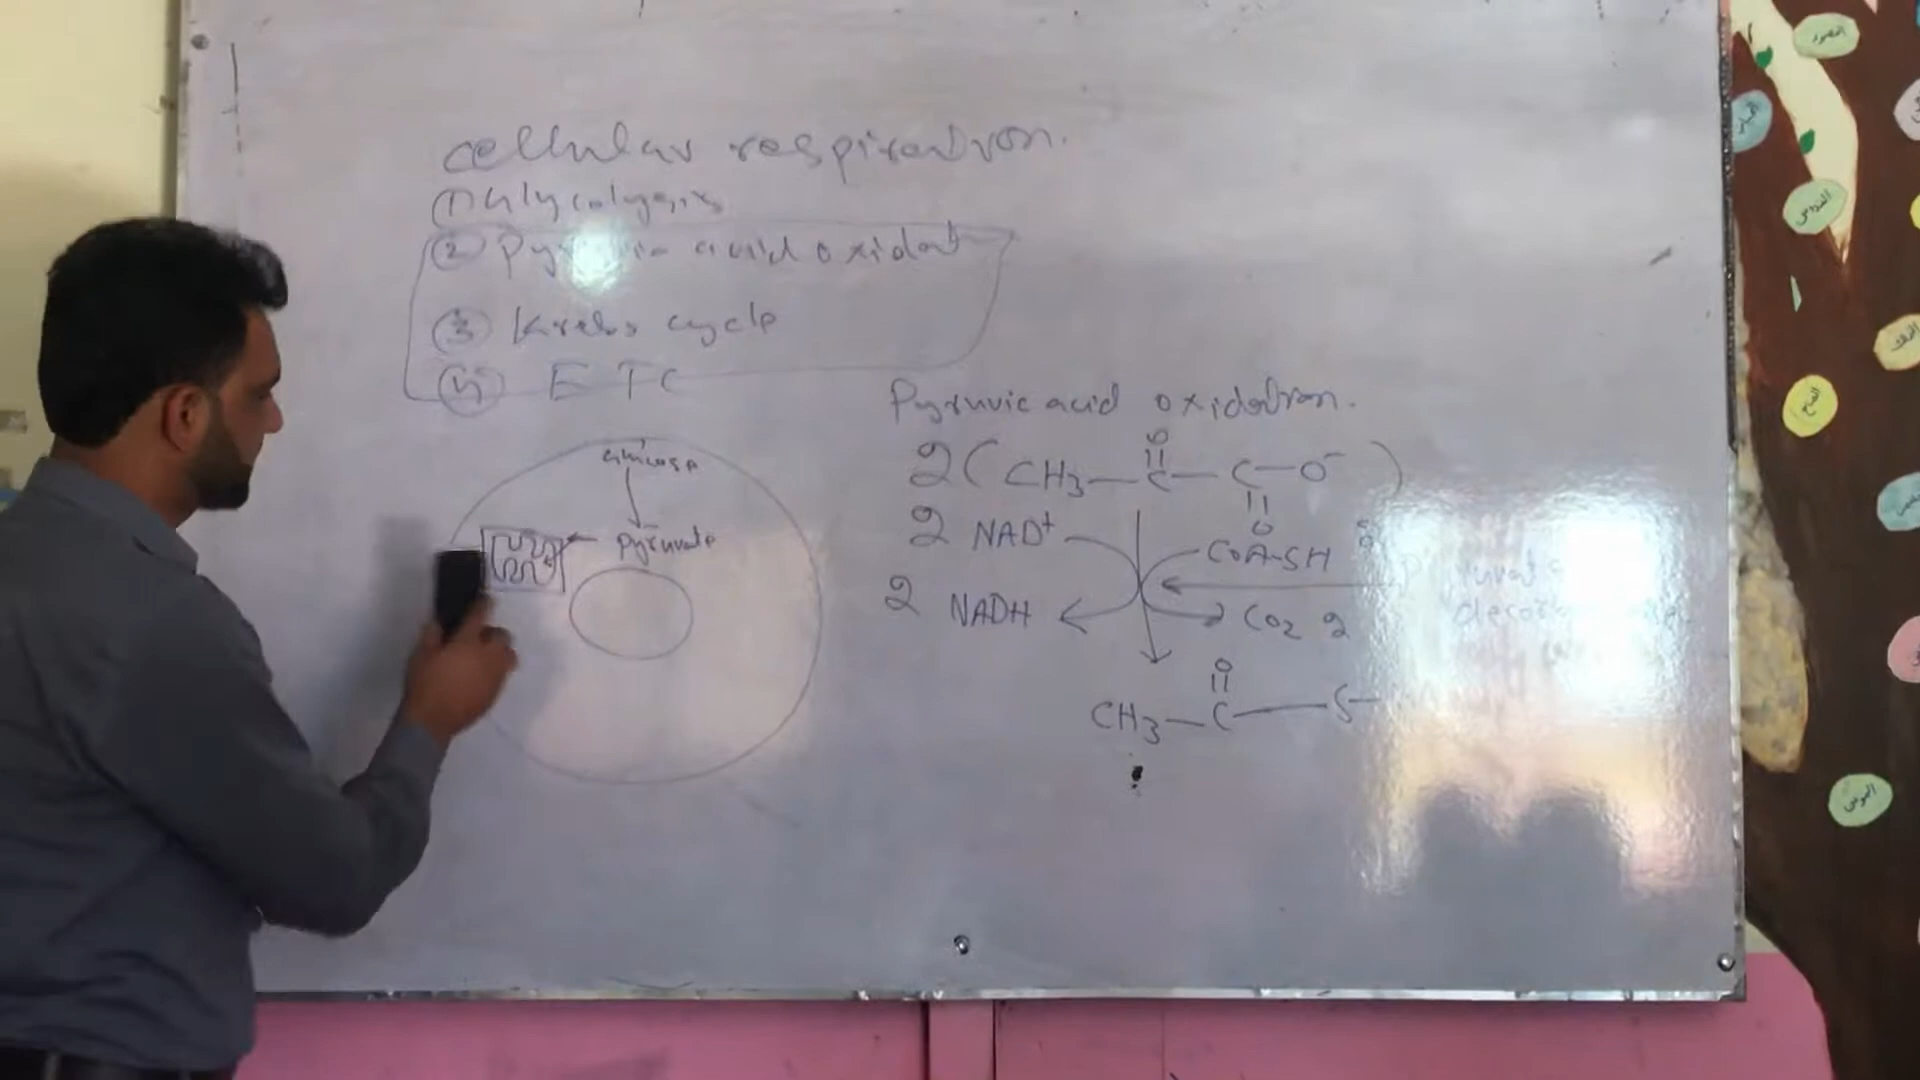 cellular respiration.
① Glycolysis
② Pyruvic acid oxidat
③ Krebs cycle
④ ETC
Glucose
Pyruvate
Pyruvic acid oxidation.
O
2 ( CH3 — C — C — O⁻ )
O
2 NAD⁺
CoA-SH
2 NADH
CO2 2
O
CH3 — C — S —